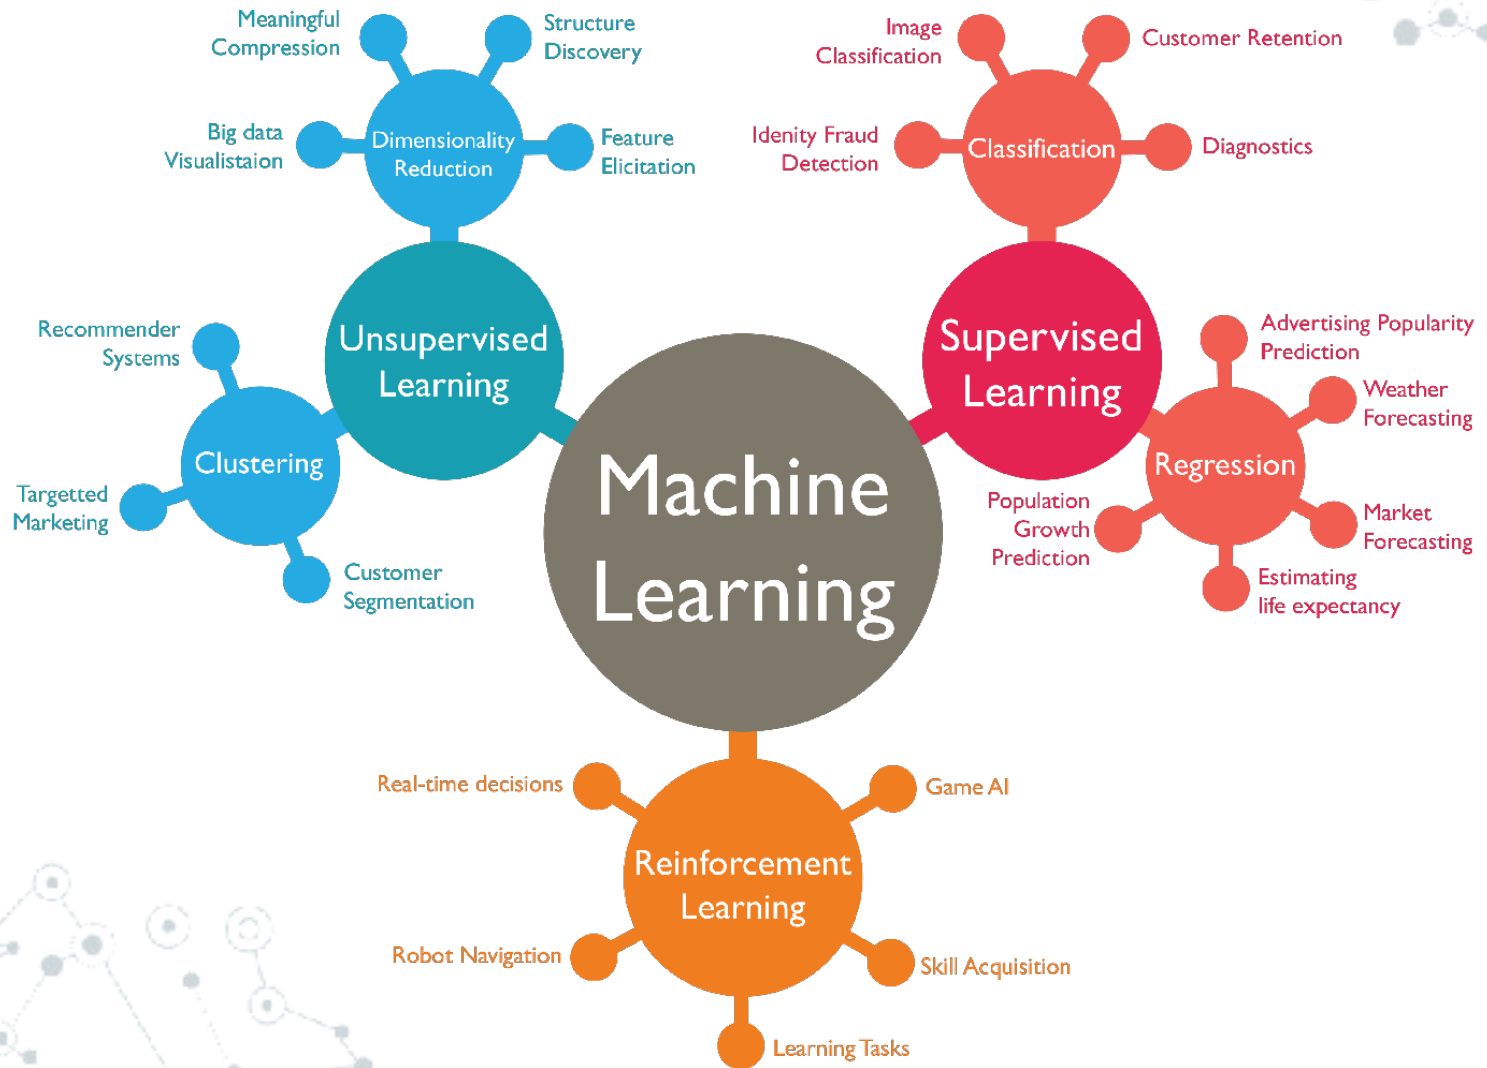 Meaningful
Compression
Structure
Discovery
Big data
Visualistaion
Dimensionality
Reduction
Feature
Elicitation
Image
Classification
Customer Retention
Idenity Fraud
Detection
Classification
Diagnostics
Recommender
Systems
Unsupervised
Learning
Clustering
Targetted
Marketing
Customer
Segmentation
Machine
Learning
Supervised
Learning
Advertising Popularity
Prediction
Weather
Forecasting
Regression
Population
Growth
Prediction
Market
Forecasting
Estimating
life expectancy
Real-time decisions
Game AI
Reinforcement
Learning
Robot Navigation
Skill Acquisition
Learning Tasks